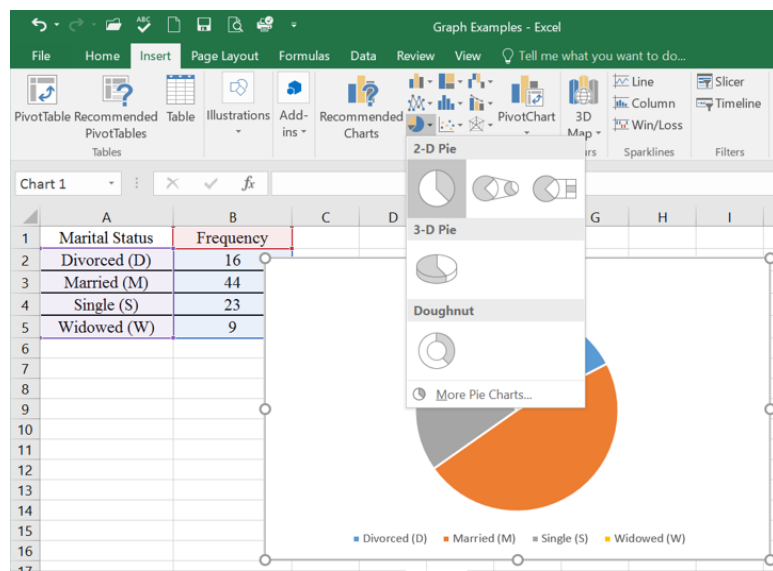 ABC
Graph Examples - Excel
File Home Insert Page Layout Formulas Data Review View Tell me what you want to do...
PivotTable Recommended PivotTables Table Illustrations Add-ins Recommended Charts PivotChart 3D Map Line Slicer
Column Timeline
Win/Loss
Tables Sparklines Filters
2-D Pie
Chart 1 fx
3-D Pie
Doughnut
More Pie Charts...
A B C D G H I
1 Marital Status Frequency
2 Divorced (D) 16
3 Married (M) 44
4 Single (S) 23
5 Widowed (W) 9
6
7
8
9
10
11
12
13
14
15
16
17
Divorced (D) Married (M) Single (S) Widowed (W)